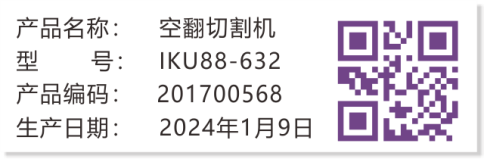 产品名称： 空翻切割机
型 号： IKU88-632
产品编码： 201700568
生产日期： 2024年1月9日